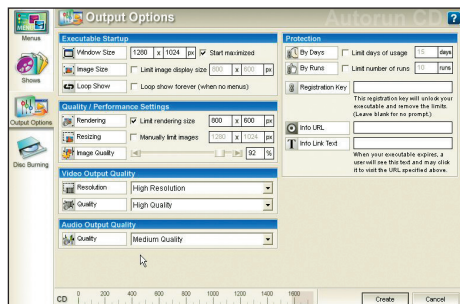 Menus
Shows
Output Options
Disc Burning
Output Options
Autorun CD
?
Executable Startup
Window Size 1280 x 1024 px Start maximized
Image Size Limit image display size 800 x 600 px
Loop Show Loop show forever (when no menus)
Quality / Performance Settings
Rendering Limit rendering size 800 x 600 px
Resizing Manually limit images 1280 x 1024 px
Image Quality 92 %
Video Output Quality
Resolution High Resolution
Quality High Quality
Audio Output Quality
Quality Medium Quality
Protection
By Days Limit days of usage 15 days
By Runs Limit number of runs 10 runs
Registration Key
This registration key will unlock your
executable and remove the limits.
(Leave blank for no prompt.)
Info URL
Info Link Text
When your executable expires, a
user will see this text and may click
it to visit the URL specified above.
CD 0 200 400 600 800 1000 1200 1400 1600
Create Cancel